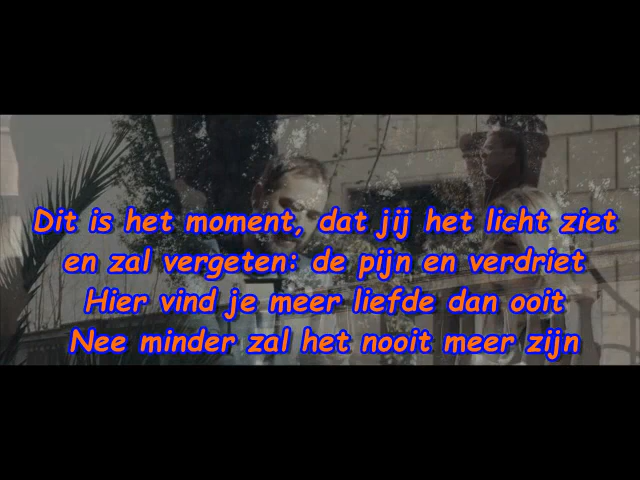 Dit is het moment, dat jij het licht ziet
en zal vergeten: de pijn en verdriet
Hier vind je meer liefde dan ooit
Nee minder zal het nooit meer zijn